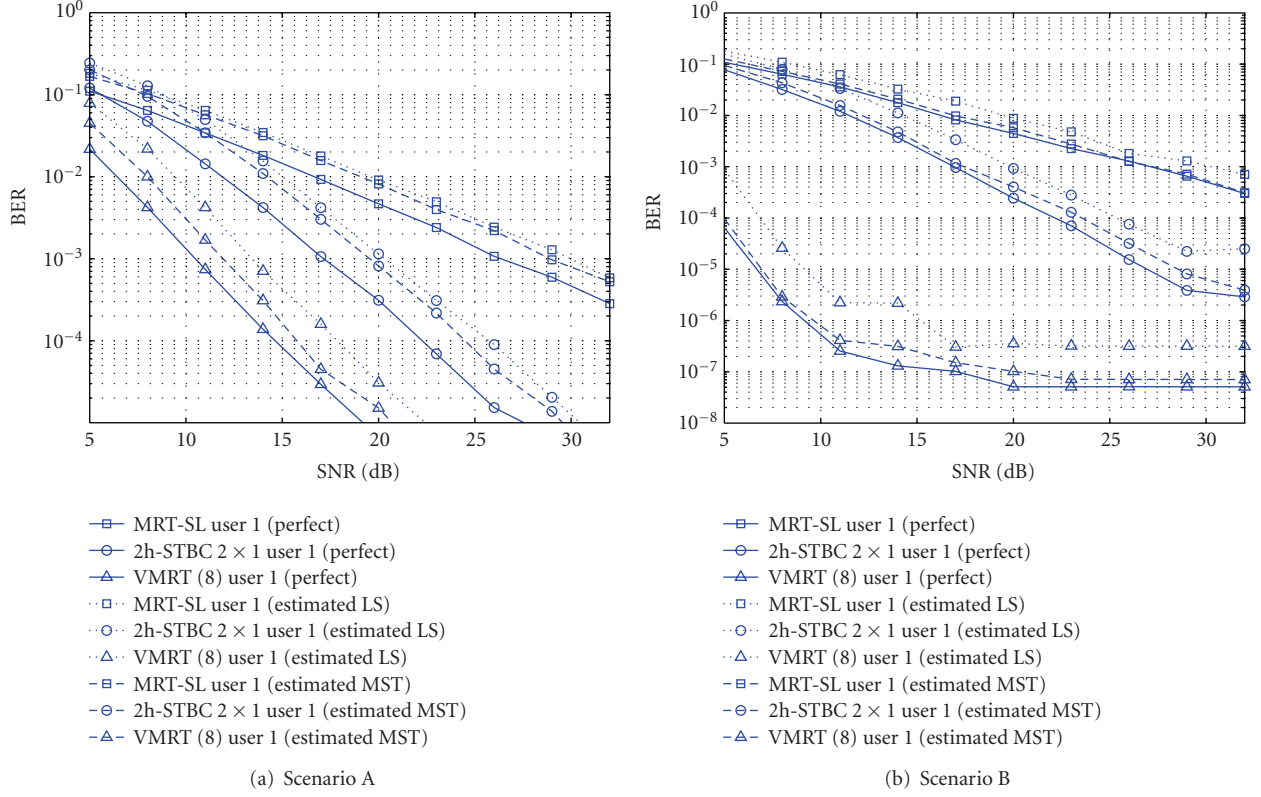 10^0
10^-1
10^-2
10^-3
10^-4
BER
5
10
15
20
25
30
SNR (dB)
MRT-SL user 1 (perfect)
2h-STBC 2 × 1 user 1 (perfect)
VMRT (8) user 1 (perfect)
MRT-SL user 1 (estimated LS)
2h-STBC 2 × 1 user 1 (estimated LS)
VMRT (8) user 1 (estimated LS)
MRT-SL user 1 (estimated MST)
2h-STBC 2 × 1 user 1 (estimated MST)
VMRT (8) user 1 (estimated MST)
(a) Scenario A
10^0
10^-1
10^-2
10^-3
10^-4
10^-5
10^-6
10^-7
10^-8
BER
5
10
15
20
25
30
SNR (dB)
MRT-SL user 1 (perfect)
2h-STBC 2 × 1 user 1 (perfect)
VMRT (8) user 1 (perfect)
MRT-SL user 1 (estimated LS)
2h-STBC 2 × 1 user 1 (estimated LS)
VMRT (8) user 1 (estimated LS)
MRT-SL user 1 (estimated MST)
2h-STBC 2 × 1 user 1 (estimated MST)
VMRT (8) user 1 (estimated MST)
(b) Scenario B